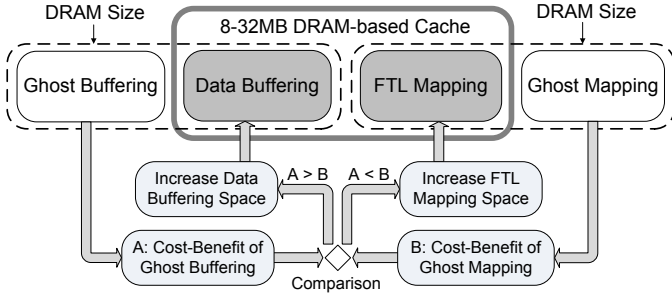 DRAM Size
8-32MB DRAM-based Cache
DRAM Size
Ghost Buffering
Data Buffering
FTL Mapping
Ghost Mapping
Increase Data
Buffering Space
A > B
A < B
Increase FTL
Mapping Space
A: Cost-Benefit of
Ghost Buffering
B: Cost-Benefit of
Ghost Mapping
Comparison